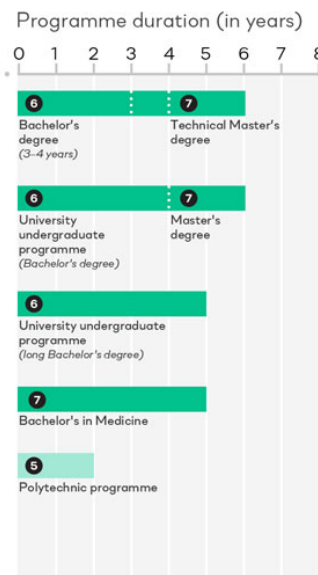 Programme duration (in years)
0 1 2 3 4 5 6 7 8
6 7
Bachelor's Technical Master's
degree degree
(3-4 years)
6 7
University Master's
undergraduate degree
programme
(Bachelor's degree)
6
University undergraduate
programme
(long Bachelor's degree)
7
Bachelor's in Medicine
5
Polytechnic programme